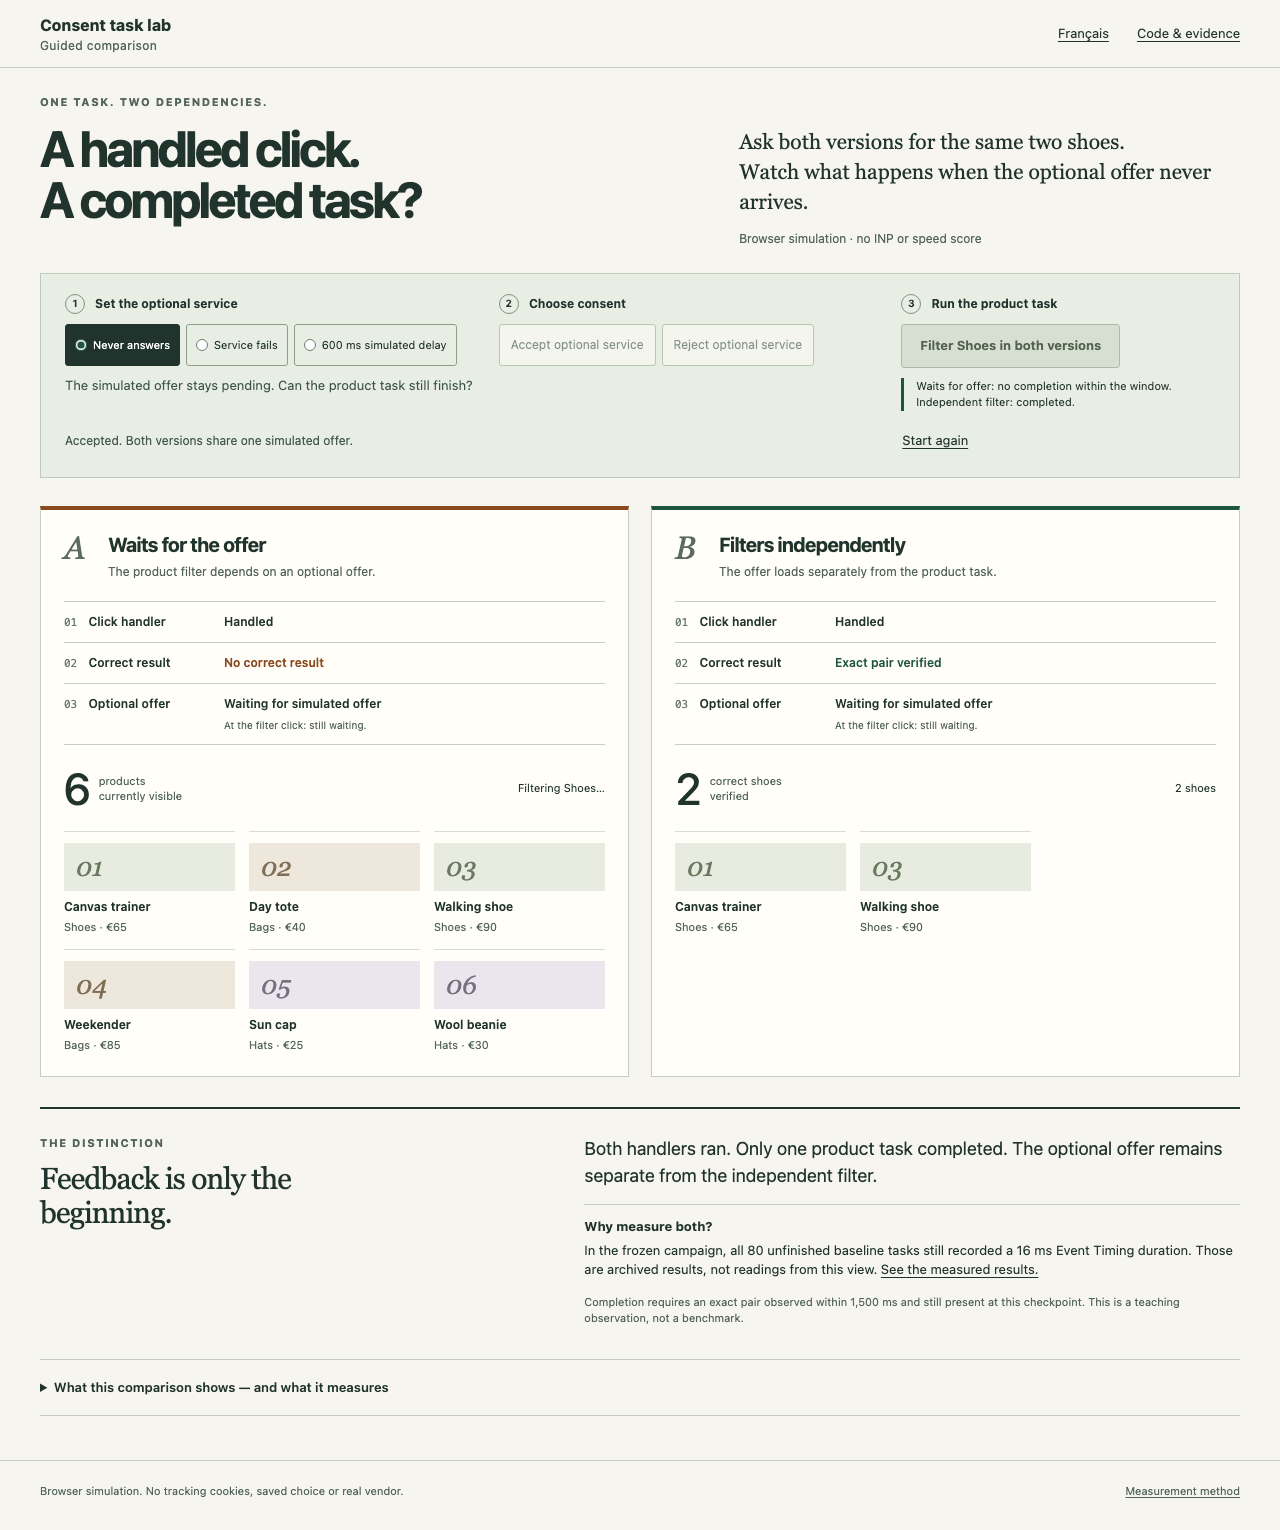 Consent task lab
Guided comparison
Français
Code & evidence
ONE TASK. TWO DEPENDENCIES.
A handled click.
A completed task?
Ask both versions for the same two shoes.
Watch what happens when the optional offer never
arrives.
Browser simulation · no INP or speed score
1 Set the optional service
Never answers
Service fails
600 ms simulated delay
The simulated offer stays pending. Can the product task still finish?
2 Choose consent
Accept optional service
Reject optional service
3 Run the product task
Filter Shoes in both versions
Waits for offer: no completion within the window.
Independent filter: completed.
Accepted. Both versions share one simulated offer.
Start again
A Waits for the offer
The product filter depends on an optional offer.
01 Click handler Handled
02 Correct result No correct result
03 Optional offer Waiting for simulated offer
At the filter click: still waiting.
6 products
currently visible
Filtering Shoes...
01
Canvas trainer
Shoes · €65
02
Day tote
Bags · €40
03
Walking shoe
Shoes · €90
04
Weekender
Bags · €85
05
Sun cap
Hats · €25
06
Wool beanie
Hats · €30
B Filters independently
The offer loads separately from the product task.
01 Click handler Handled
02 Correct result Exact pair verified
03 Optional offer Waiting for simulated offer
At the filter click: still waiting.
2 correct shoes
verified
2 shoes
01
Canvas trainer
Shoes · €65
03
Walking shoe
Shoes · €90
THE DISTINCTION
Feedback is only the
beginning.
Both handlers ran. Only one product task completed. The optional offer remains
separate from the independent filter.
Why measure both?
In the frozen campaign, all 80 unfinished baseline tasks still recorded a 16 ms Event Timing duration. Those
are archived results, not readings from this view. See the measured results.
Completion requires an exact pair observed within 1,500 ms and still present at this checkpoint. This is a teaching
observation, not a benchmark.
What this comparison shows — and what it measures
Browser simulation. No tracking cookies, saved choice or real vendor.
Measurement method